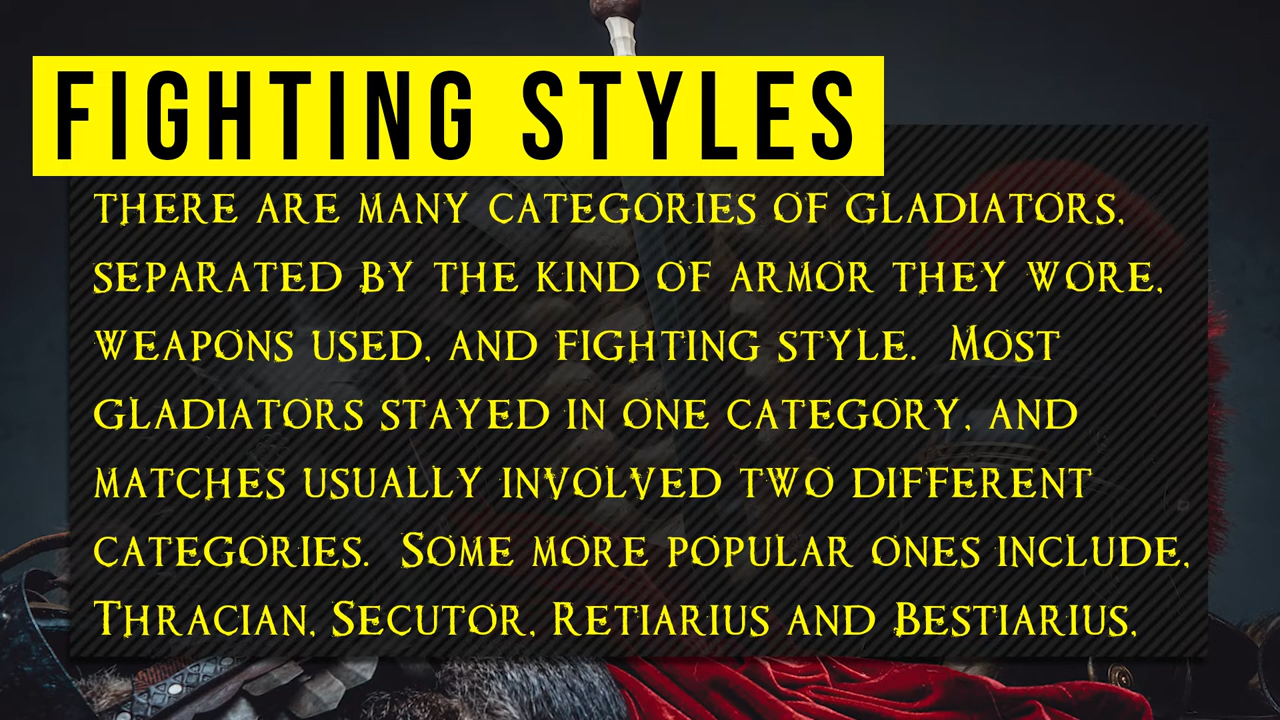 FIGHTING STYLES
THERE ARE MANY CATEGORIES OF GLADIATORS,
SEPARATED BY THE KIND OF ARMOR THEY WORE,
WEAPONS USED, AND FIGHTING STYLE.  MOST
GLADIATORS STAYED IN ONE CATEGORY, AND
MATCHES USUALLY INVOLVED TWO DIFFERENT
CATEGORIES.  SOME MORE POPULAR ONES INCLUDE,
THRACIAN, SECUTOR, RETIARIUS AND BESTIARIUS,